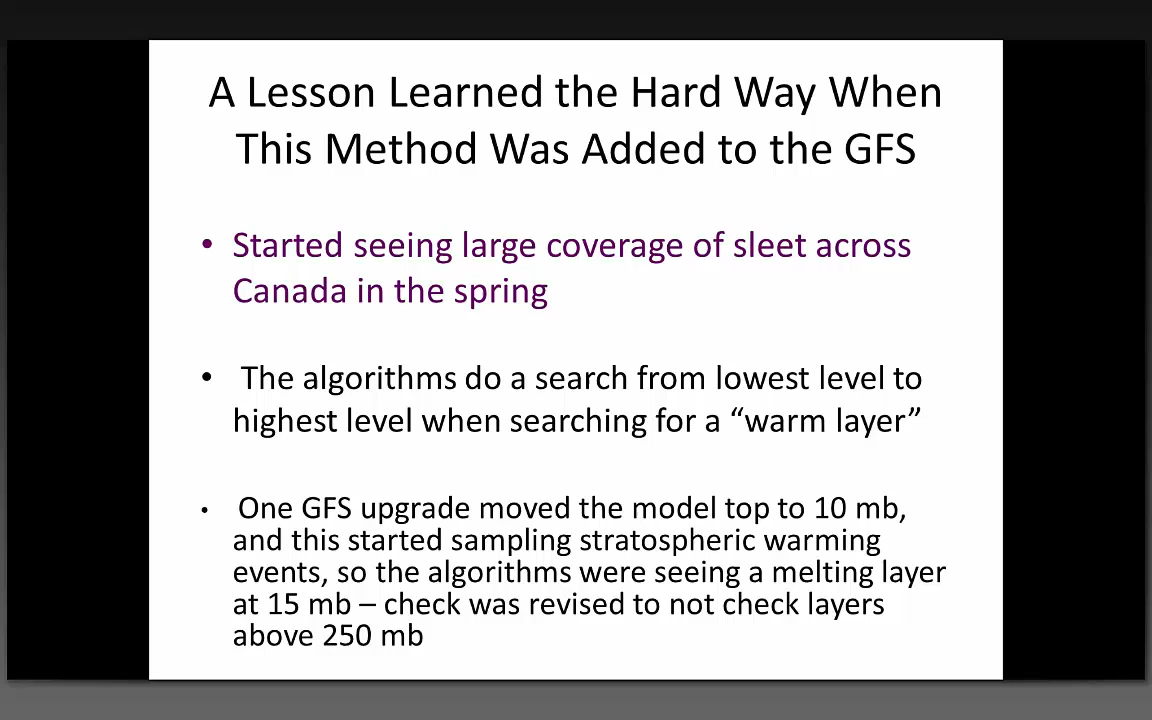 A Lesson Learned the Hard Way When
This Method Was Added to the GFS
• Started seeing large coverage of sleet across
Canada in the spring
• The algorithms do a search from lowest level to
highest level when searching for a “warm layer”
• One GFS upgrade moved the model top to 10 mb,
and this started sampling stratospheric warming
events, so the algorithms were seeing a melting layer
at 15 mb – check was revised to not check layers
above 250 mb